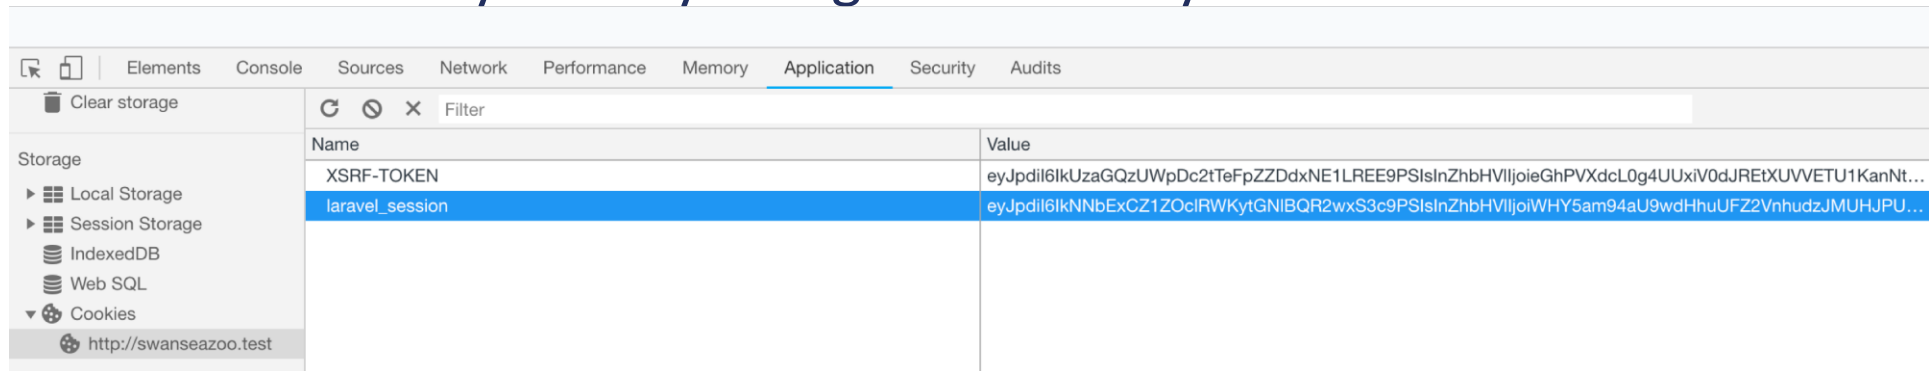 Elements Console Sources Network Performance Memory Application Security Audits
Clear storage
Filter
Name Value
Storage
XSRF-TOKEN eyJpdiI6IkUzaGQzUWpDc2tTeFpZZDdxNE1LREE9PSIsInZhbHVlIjoieGhPVXdcL0g4UUxiV0dJREtXUVVETU1KanNt...
Local Storage
laravel_session eyJpdiI6IkNNbExCZ1ZOclRWKytGNlBQR2wxS3c9PSIsInZhbHVlIjoiWHY5am94aU9wdHhuUFZ2VnhudzJMUHJPU...
Session Storage
IndexedDB
Web SQL
Cookies
http://swanseazoo.test